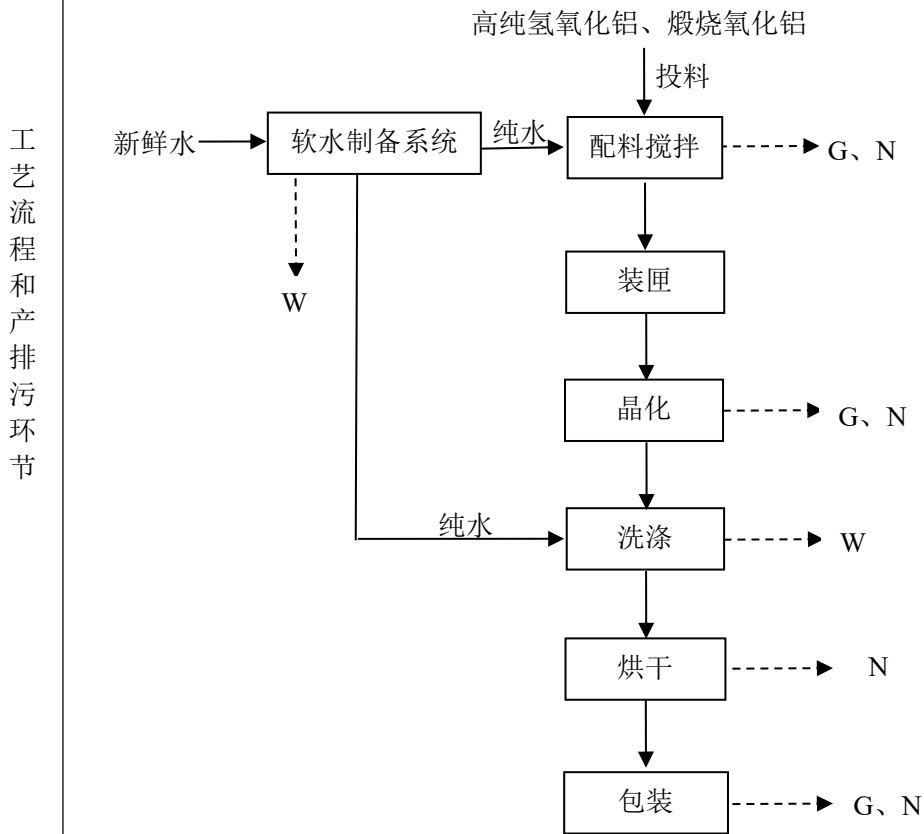 工艺流程和产排污环节
高纯氢氧化铝、煅烧氧化铝
投料
新鲜水
软水制备系统
纯水
配料搅拌
G、N
W
装匣
晶化
G、N
纯水
洗涤
W
烘干
N
包装
G、N